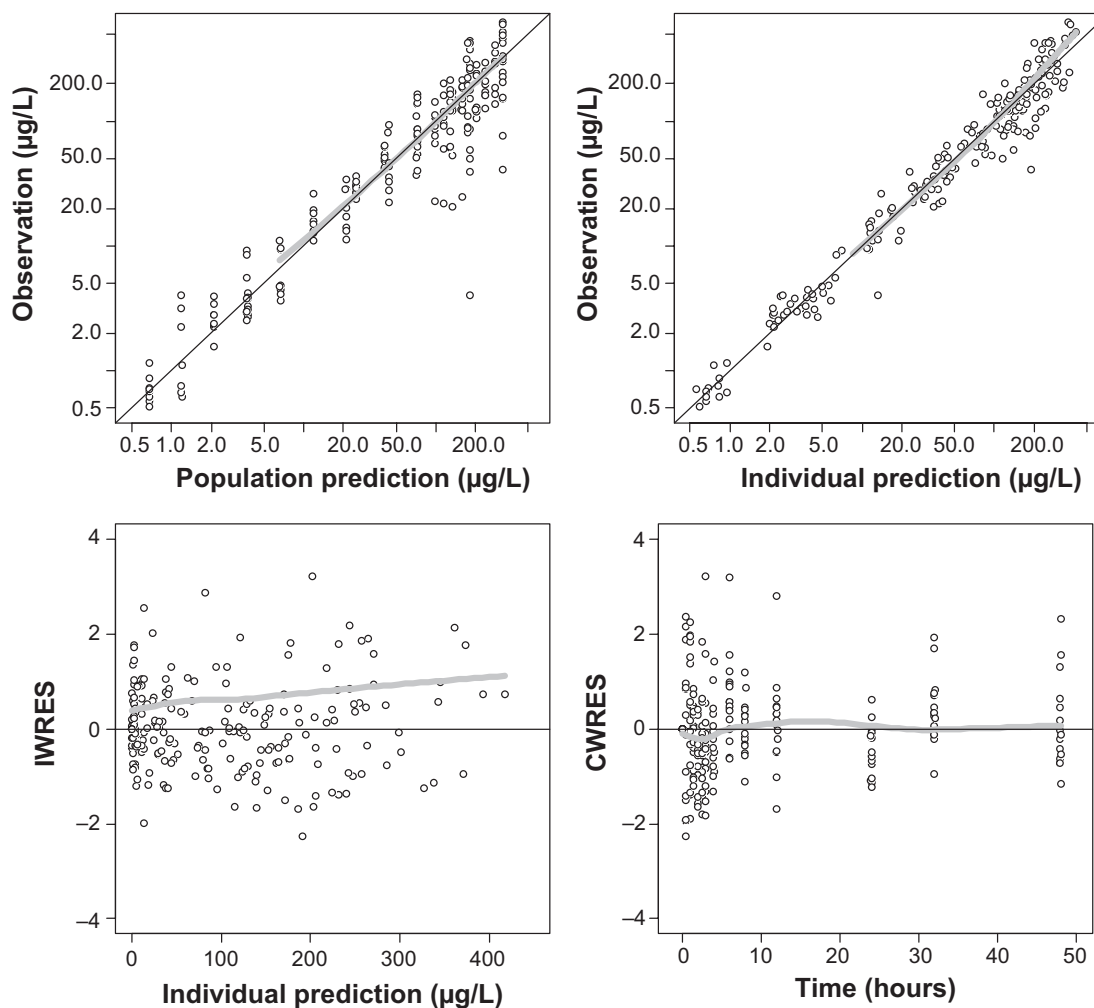 Observation (µg/L)
200.0
50.0
20.0
5.0
2.0
0.5
0.5 1.0 2.0 5.0 20.0 50.0 200.0
Population prediction (µg/L)
Observation (µg/L)
200.0
50.0
20.0
5.0
2.0
0.5
0.5 1.0 2.0 5.0 20.0 50.0 200.0
Individual prediction (µg/L)
IWRES
4
2
0
–2
–4
0 100 200 300 400
Individual prediction (µg/L)
CWRES
4
2
0
–2
–4
0 10 20 30 40 50
Time (hours)